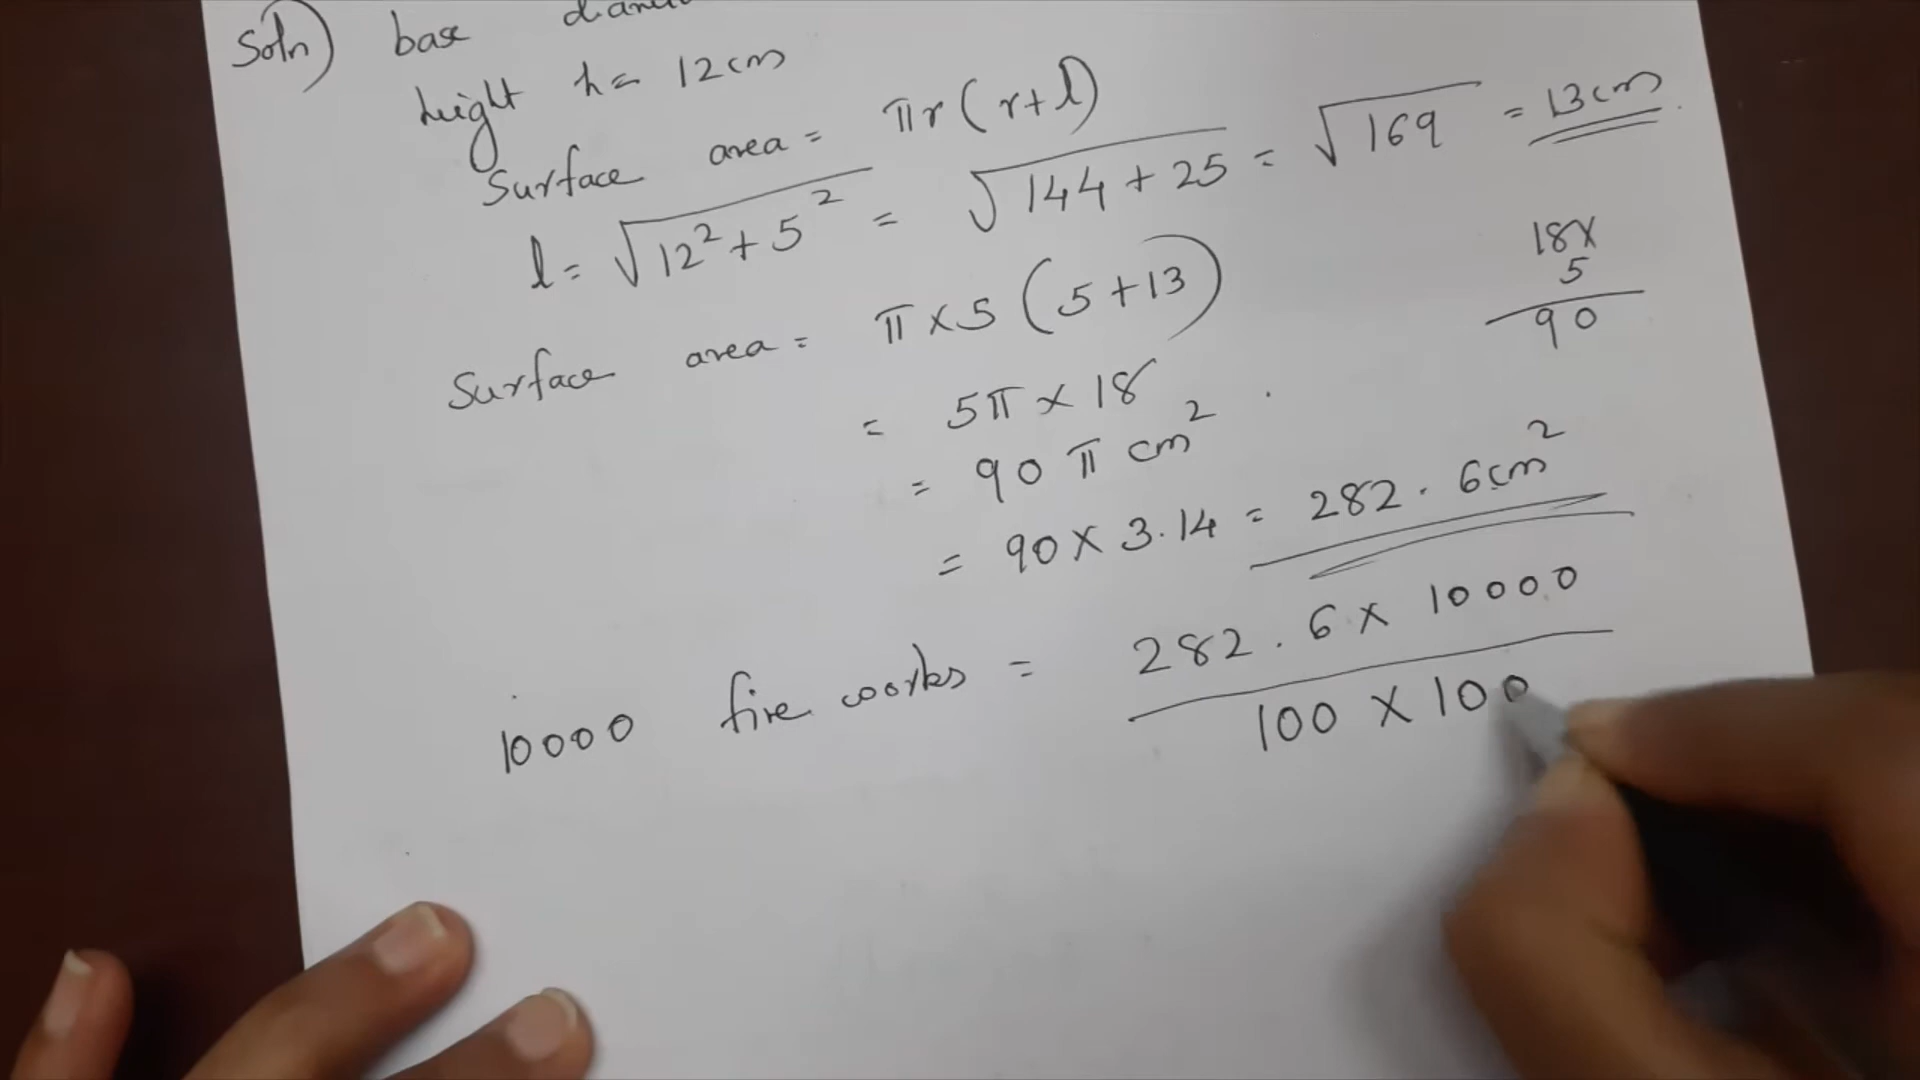 Soln) base
height h = 12cm
Surface area = πr(r+l)
l = √12²+5² = √144+25 = √169 = 13cm
Surface area = π×5(5+13)
= 5π×18
= 90π cm²
= 90×3.14 = 282.6cm²
18×
5
90
10000 fire works = 282.6×10000
100×100